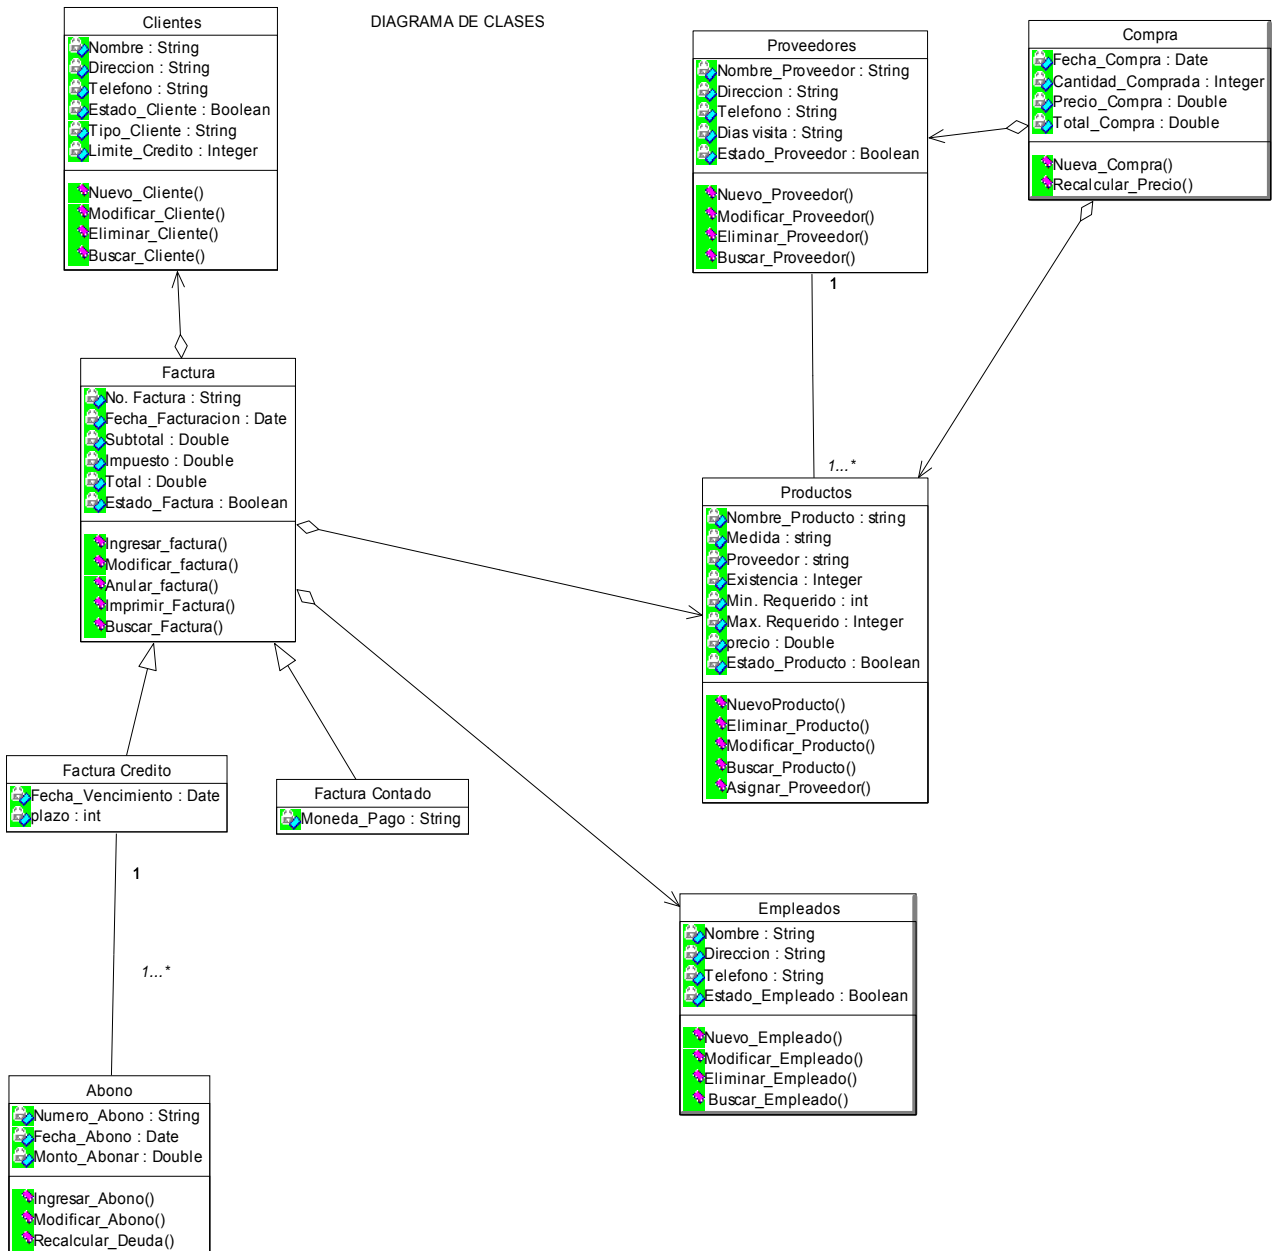 DIAGRAMA DE CLASES
Clientes
Nombre : String
Direccion : String
Telefono : String
Estado_Cliente : Boolean
Tipo_Cliente : String
Limite_Credito : Integer
Nuevo_Cliente()
Modificar_Cliente()
Eliminar_Cliente()
Buscar_Cliente()
Proveedores
Nombre_Proveedor : String
Direccion : String
Telefono : String
Dias visita : String
Estado_Proveedor : Boolean
Nuevo_Proveedor()
Modificar_Proveedor()
Eliminar_Proveedor()
Buscar_Proveedor()
1
1...*
Compra
Fecha_Compra : Date
Cantidad_Comprada : Integer
Precio_Compra : Double
Total_Compra : Double
Nueva_Compra()
Recalcular_Precio()
Factura
No. Factura : String
Fecha_Facturacion : Date
Subtotal : Double
Impuesto : Double
Total : Double
Estado_Factura : Boolean
Ingresar_factura()
Modificar_factura()
Anular_factura()
Imprimir_Factura()
Buscar_Factura()
Productos
Nombre_Producto : string
Medida : string
Proveedor : string
Existencia : Integer
Min. Requerido : int
Max. Requerido : Integer
precio : Double
Estado_Producto : Boolean
NuevoProducto()
Eliminar_Producto()
Modificar_Producto()
Buscar_Producto()
Asignar_Proveedor()
Factura Credito
Fecha_Vencimiento : Date
plazo : int
Factura Contado
Moneda_Pago : String
1
1...*
Empleados
Nombre : String
Direccion : String
Telefono : String
Estado_Empleado : Boolean
Nuevo_Empleado()
Modificar_Empleado()
Eliminar_Empleado()
Buscar_Empleado()
Abono
Numero_Abono : String
Fecha_Abono : Date
Monto_Abonar : Double
Ingresar_Abono()
Modificar_Abono()
Recalcular_Deuda()